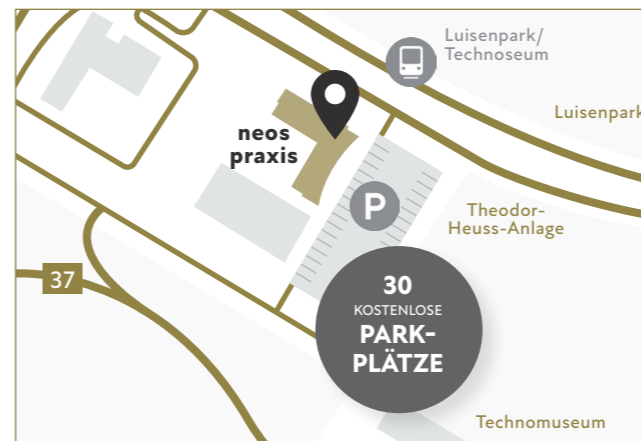 Luisenpark/
Technoseum
Luisenpark
neos
praxis
P
Theodor-
Heuss-Anlage
37
30
KOSTENLOSE
PARK-
PLÄTZE
Technomuseum